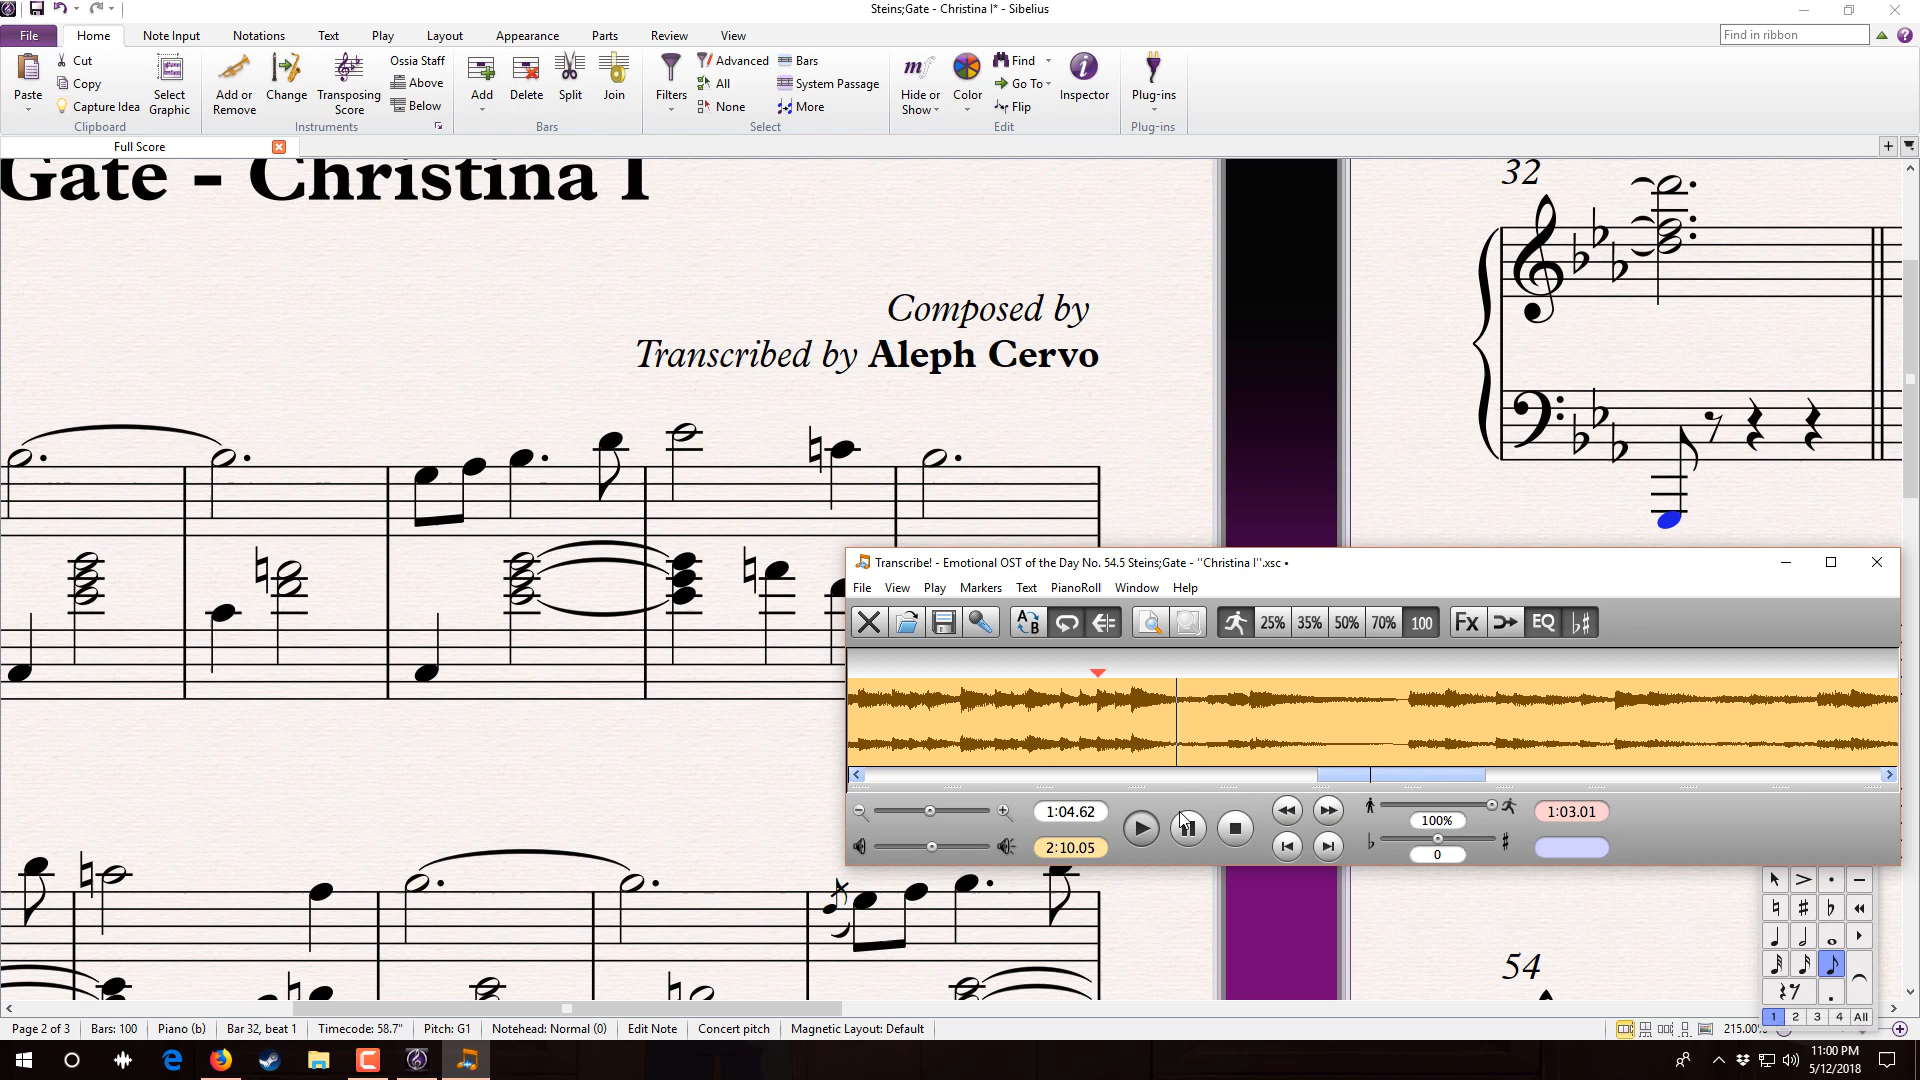 Steins;Gate - Christina I* - Sibelius
File Home Note Input Notations Text Play Layout Appearance Parts Review View
Find in ribbon
Paste
Cut
Copy
Capture Idea
Select Graphic
Clipboard
Add or Remove
Change
Transposing Score
Ossia Staff
Above
Below
Instruments
Add
Delete
Split
Join
Bars
Filters
Advanced
All
None
Bars
System Passage
More
Select
Hide or Show
Color
Find
Go To
Flip
Inspector
Edit
Plug-ins
Plug-ins
Full Score
Gate - Christina I
32
Composed by
Transcribed by Aleph Cervo
Transcribe! - Emotional OST of the Day No. 54.5 Steins;Gate - "Christina I".xsc •
File View Play Markers Text PianoRoll Window Help
A B 25% 35% 50% 70% 100 Fx EQ
1:04.62
2:10.05
100%
0
1:03.01
54
1 2 3 4 All
Page 2 of 3 Bars: 100 Piano (b) Bar 32, beat 1 Timecode: 58.7" Pitch: G1 Notehead: Normal (0) Edit Note Concert pitch Magnetic Layout: Default 215.00%
11:00 PM
5/12/2018